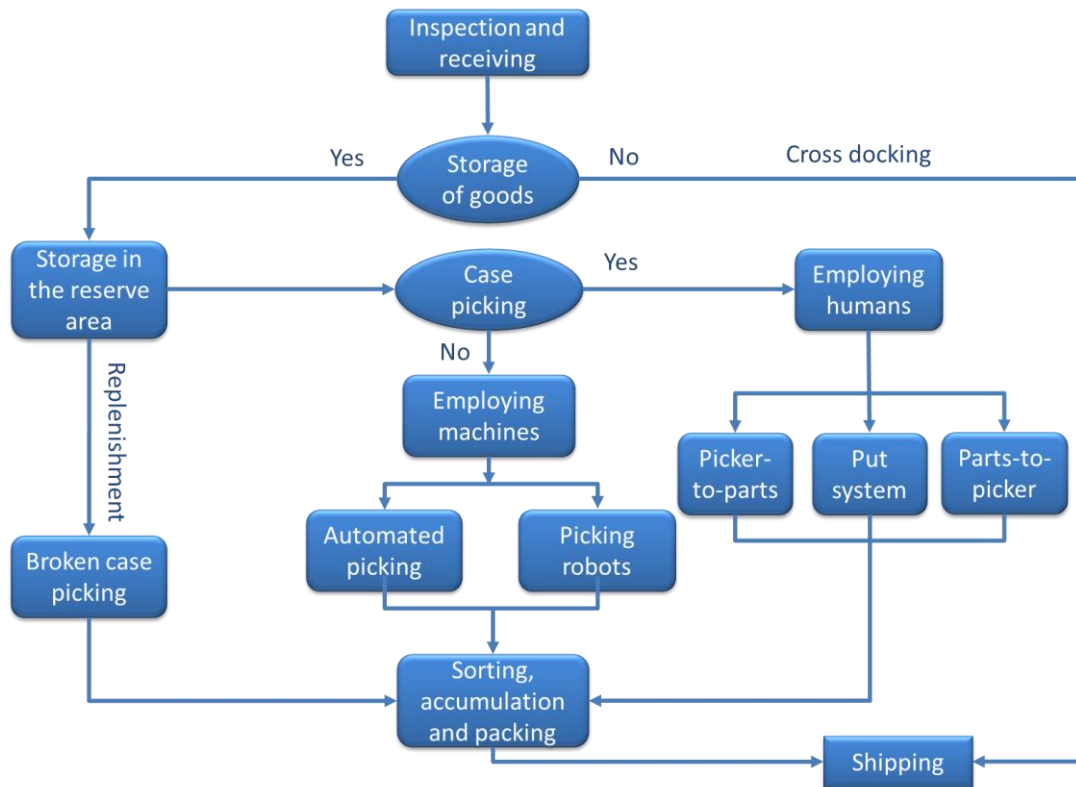 Inspection and
receiving
Yes
Storage
of goods
No
Cross docking
Storage in
the reserve
area
Case
picking
Yes
Employing
humans
No
Replenishment
Employing
machines
Picker-
to-parts
Put
system
Parts-to-
picker
Automated
picking
Picking
robots
Broken case
picking
Sorting,
accumulation
and packing
Shipping